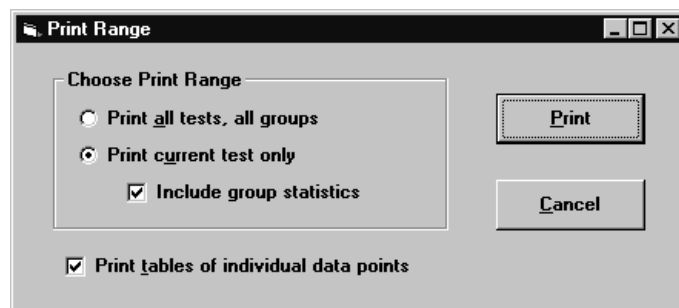 Print Range
Choose Print Range
Print all tests, all groups
Print current test only
Include group statistics
Print tables of individual data points
Print
Cancel